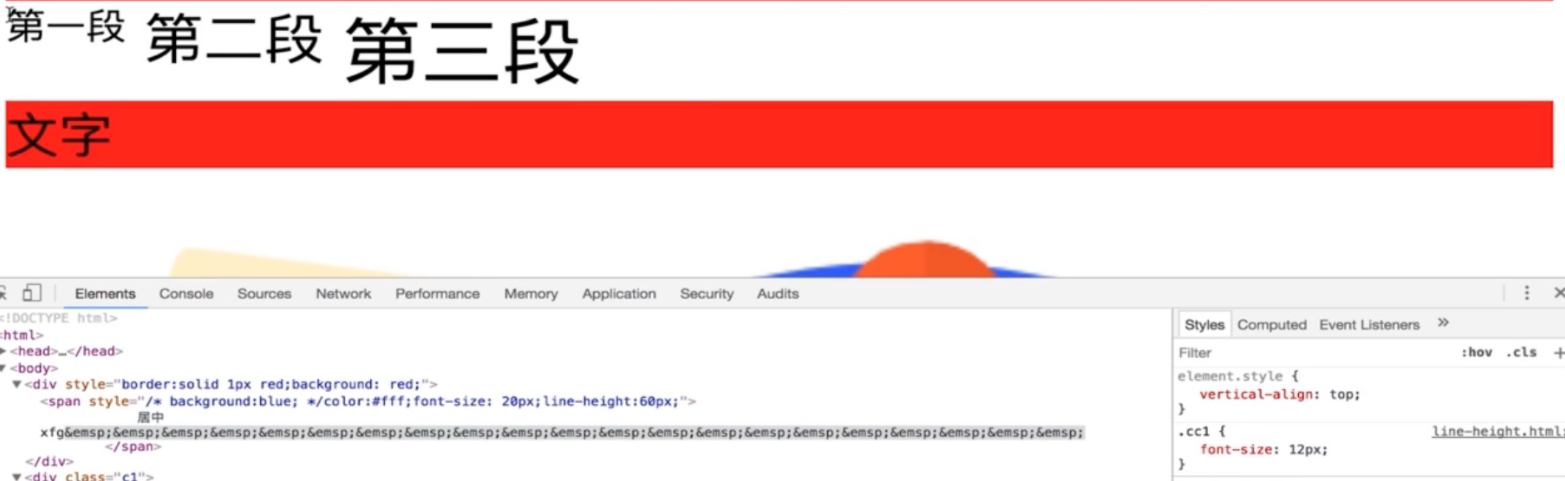 第一段 第二段 第三段
文字
Elements Console Sources Network Performance Memory Application Security Audits
<!DOCTYPE html>
<html>
<head>…</head>
<body>
<div style="border:solid 1px red;background: red;">
<span style="/* background:blue; */color:#fff;font-size: 20px;line-height:60px;">
居中
xfg&emsp;&emsp;&emsp;&emsp;&emsp;&emsp;&emsp;&emsp;&emsp;&emsp;&emsp;&emsp;&emsp;&emsp;&emsp;&emsp;&emsp;&emsp;&emsp;&emsp;&emsp;
</span>
</div>
<div class="c1">
Styles Computed Event Listeners »
Filter :hov .cls +
element.style {
vertical-align: top;
}
.cc1 { line-height.html:
font-size: 12px;
}